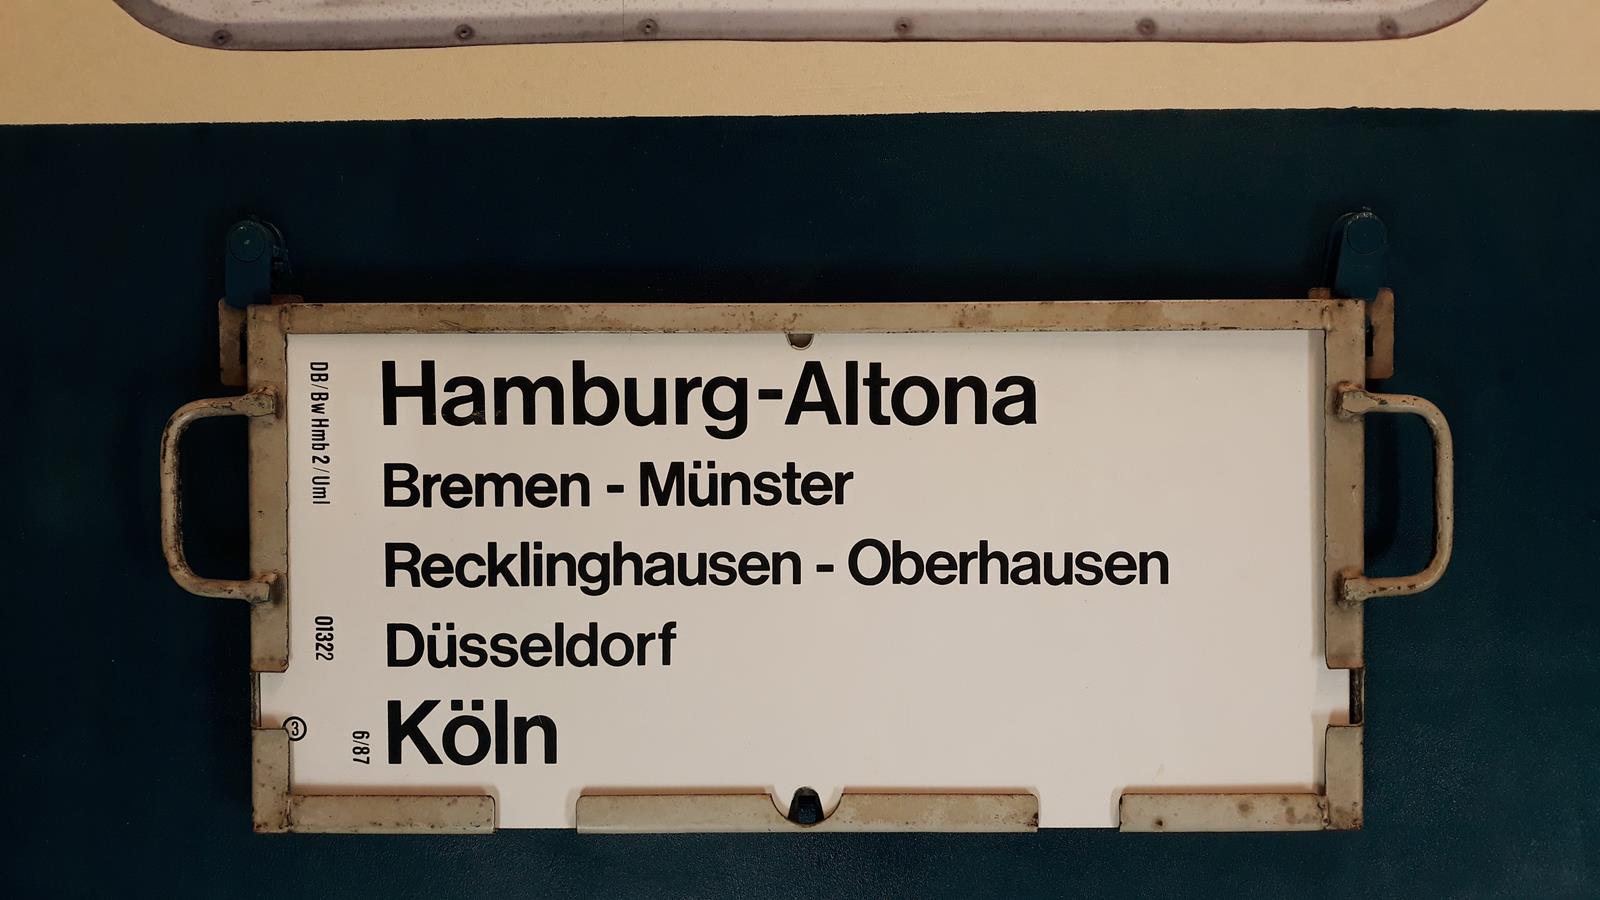 Hamburg-Altona
Bremen - Münster
Recklinghausen - Oberhausen
Düsseldorf
Köln
DB/Bw Hmb 2/Uml
01322
3
6/87